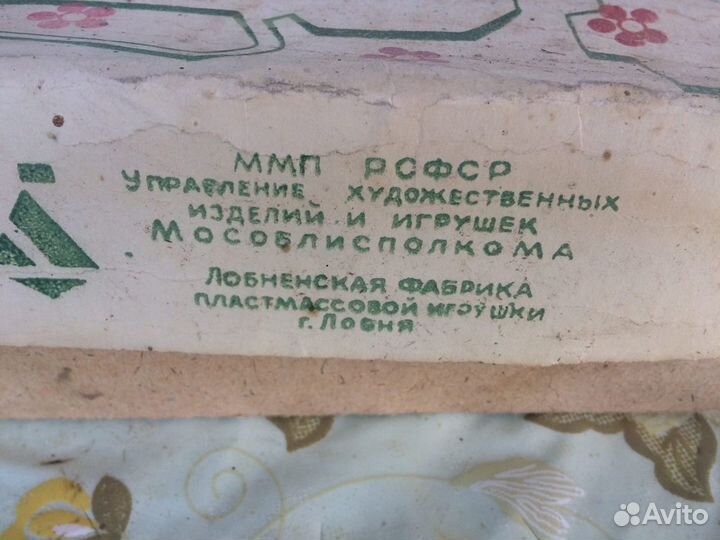 ММП РСФСР
Управление художественных
изделий и игрушек
Мособлисполкома
Лобненская фабрика
пластмассовой игрушки
г. Лобня
Avito